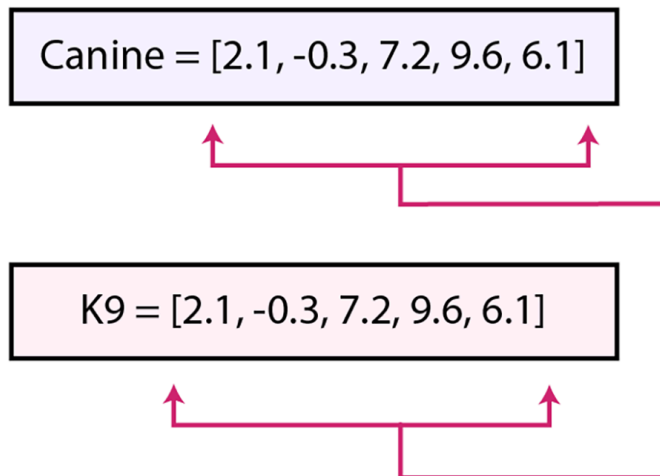 Canine = [2.1, -0.3, 7.2, 9.6, 6.1]
K9 = [2.1, -0.3, 7.2, 9.6, 6.1]